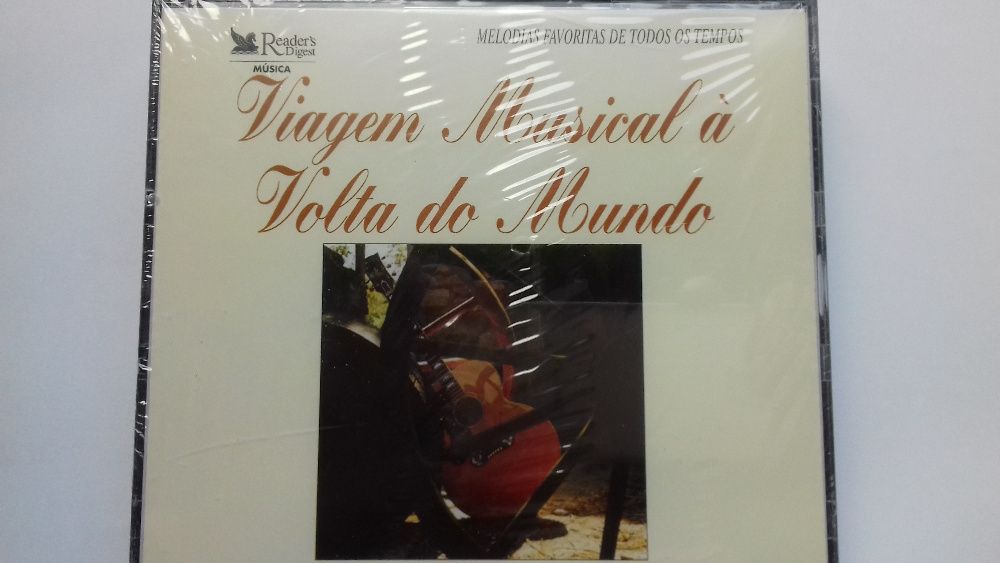 Reader's
Digest
MÚSICA
MELODIAS FAVORITAS DE TODOS OS TEMPOS
Viagem Musical à
Volta do Mundo